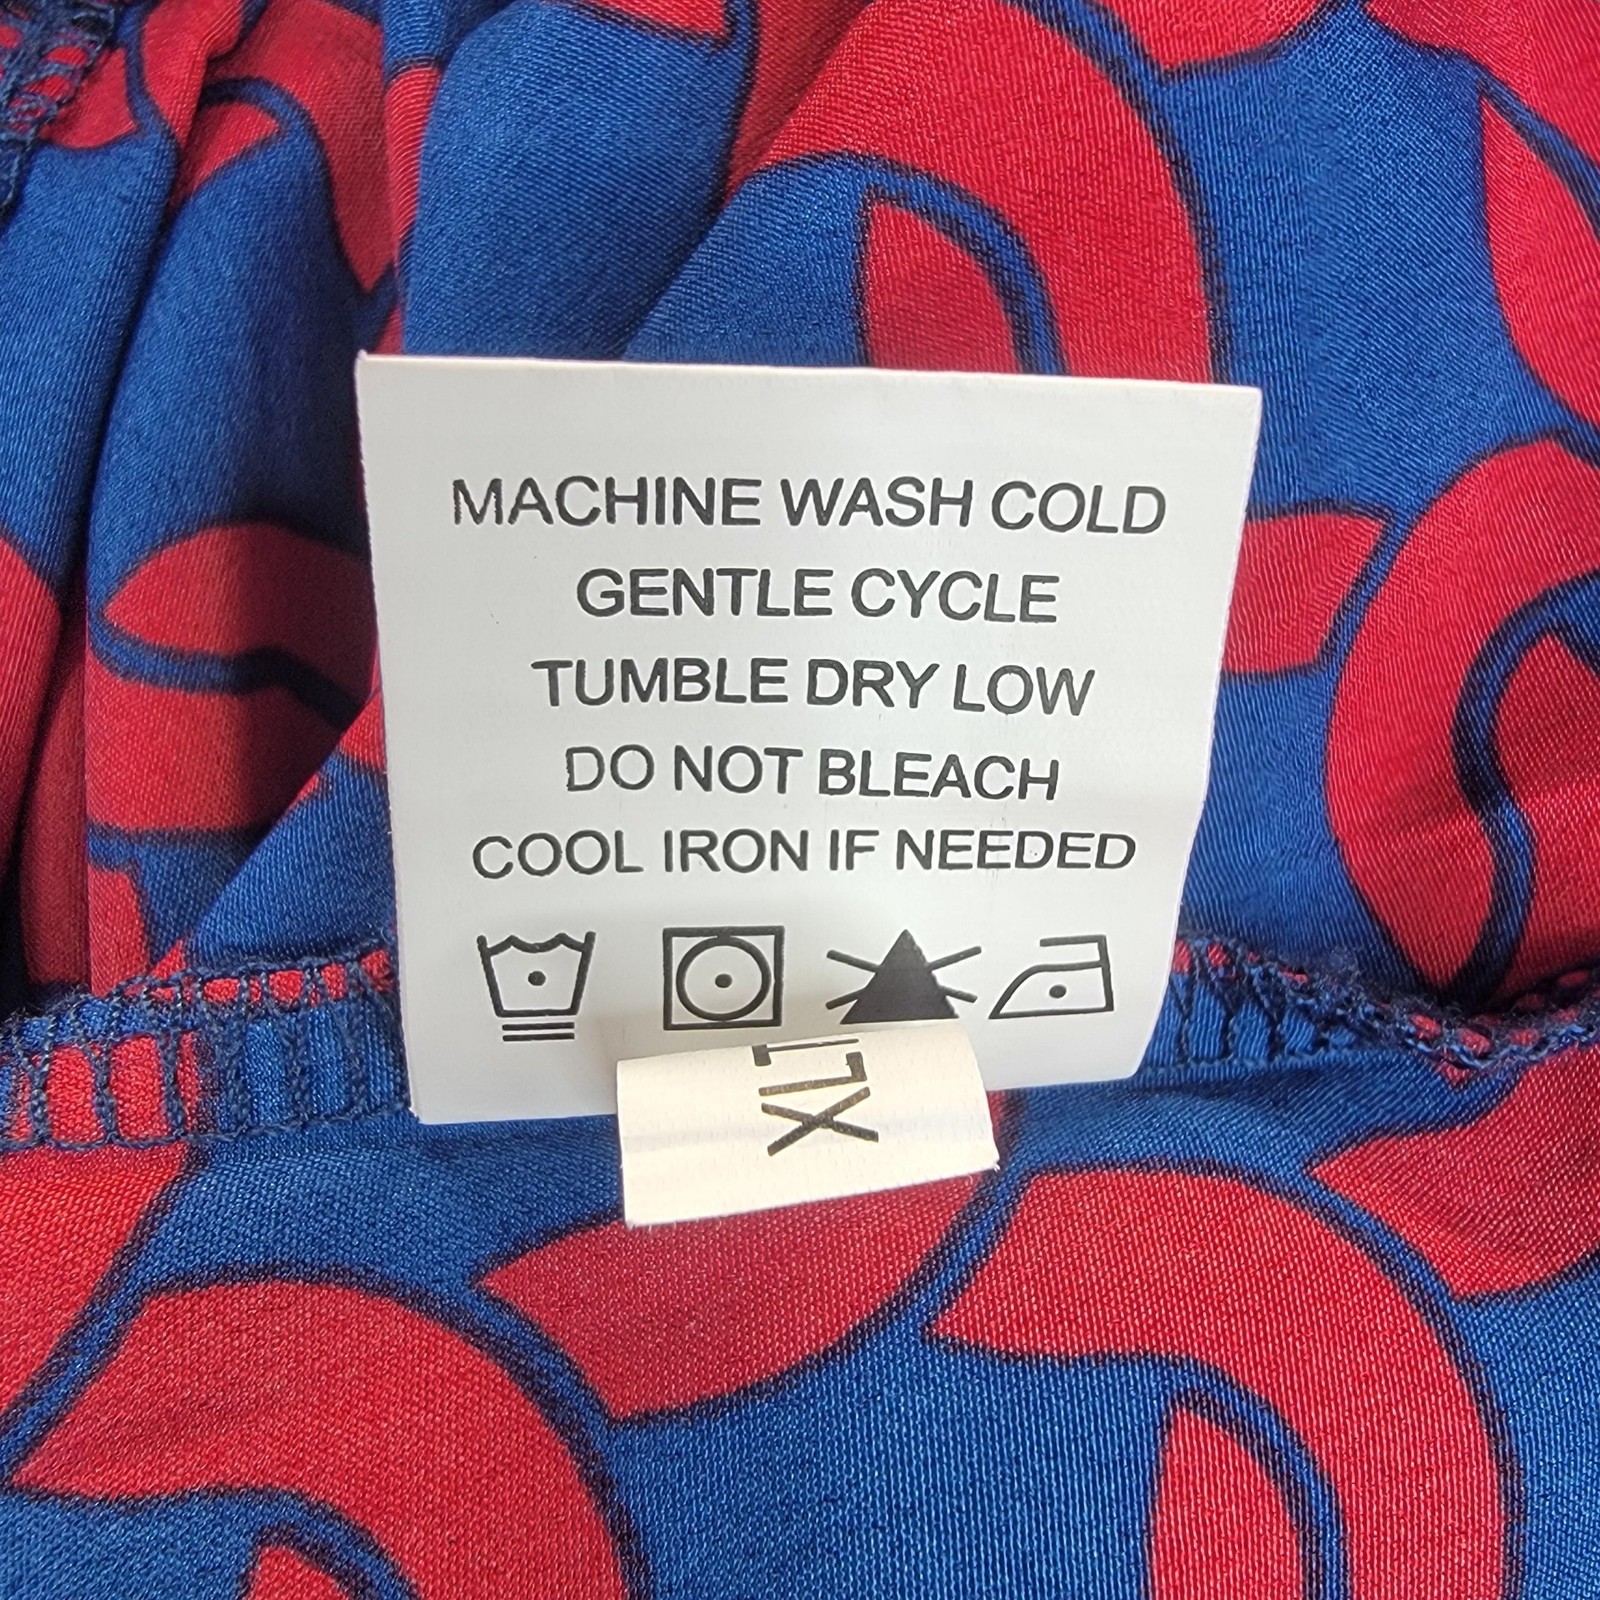 MACHINE WASH COLD
GENTLE CYCLE
TUMBLE DRY LOW
DO NOT BLEACH
COOL IRON IF NEEDED
XLT